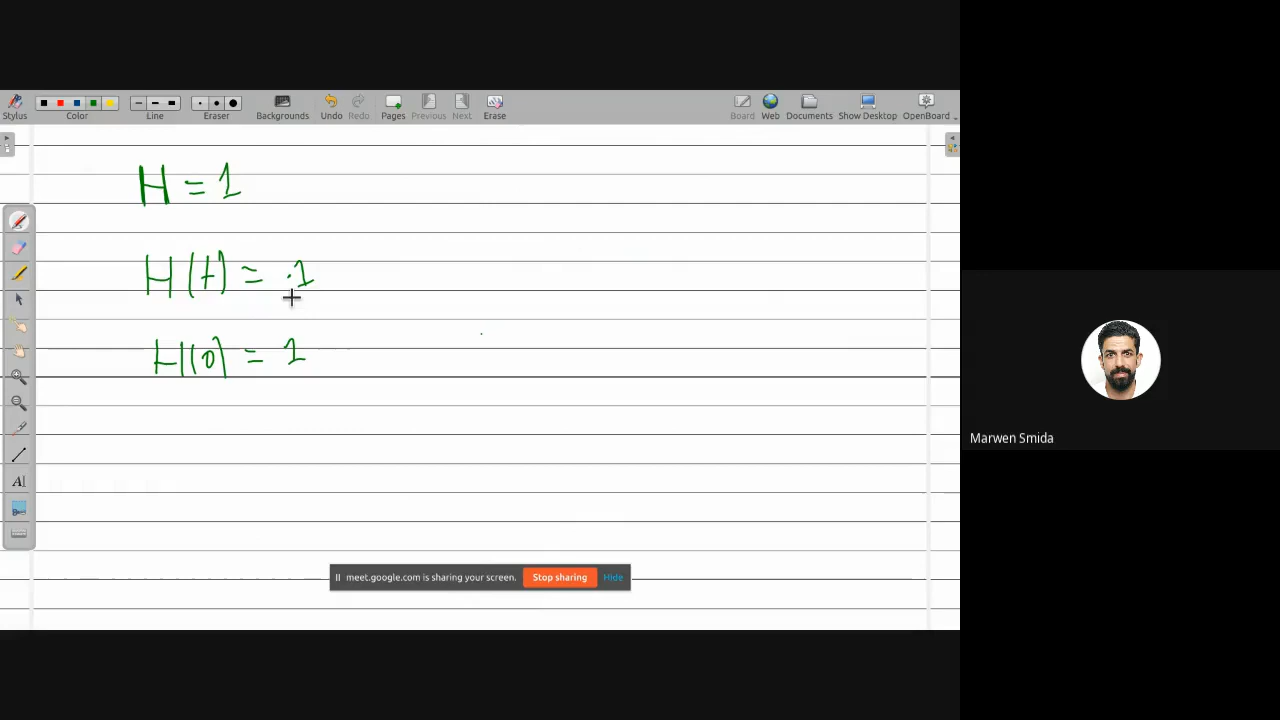 Stylus Color Line Eraser Backgrounds Undo Redo Pages Previous Next Erase Board Web Documents Show Desktop OpenBoard
H = 1
H(t) = .1
H(0) = 1
Marwen Smida
meet.google.com is sharing your screen. Stop sharing Hide